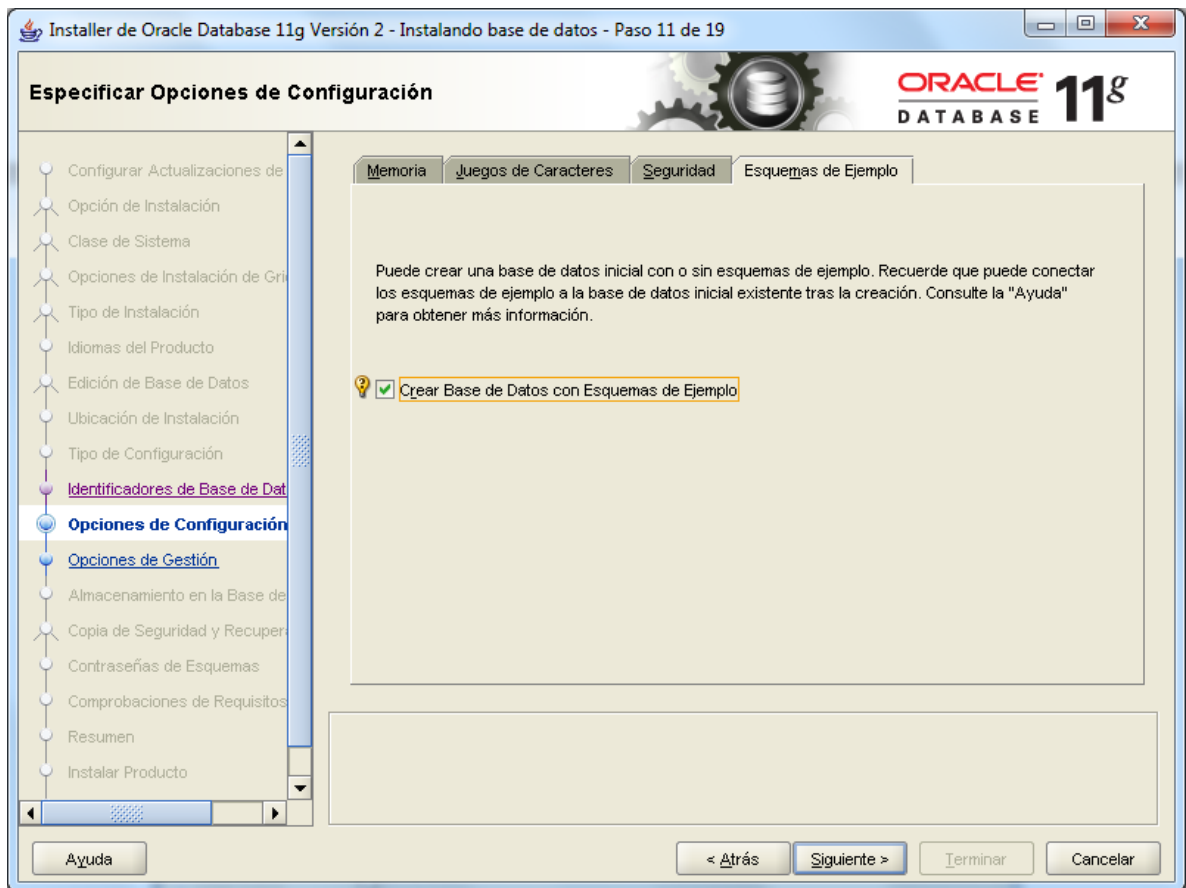 Installer de Oracle Database 11g Versión 2 - Instalando base de datos - Paso 11 de 19
Especificar Opciones de Configuración
ORACLE
DATABASE
11g
Configurar Actualizaciones de
Opción de Instalación
Clase de Sistema
Opciones de Instalación de Gri
Tipo de Instalación
Idiomas del Producto
Edición de Base de Datos
Ubicación de Instalación
Tipo de Configuración
Identificadores de Base de Dat
Opciones de Configuración
Opciones de Gestión
Almacenamiento en la Base de
Copia de Seguridad y Recuper
Contraseñas de Esquemas
Comprobaciones de Requisitos
Resumen
Instalar Producto
Memoria Juegos de Caracteres Seguridad Esquemas de Ejemplo
Puede crear una base de datos inicial con o sin esquemas de ejemplo. Recuerde que puede conectar
los esquemas de ejemplo a la base de datos inicial existente tras la creación. Consulte la "Ayuda"
para obtener más información.
Crear Base de Datos con Esquemas de Ejemplo
Ayuda < Atrás Siguiente > Terminar Cancelar